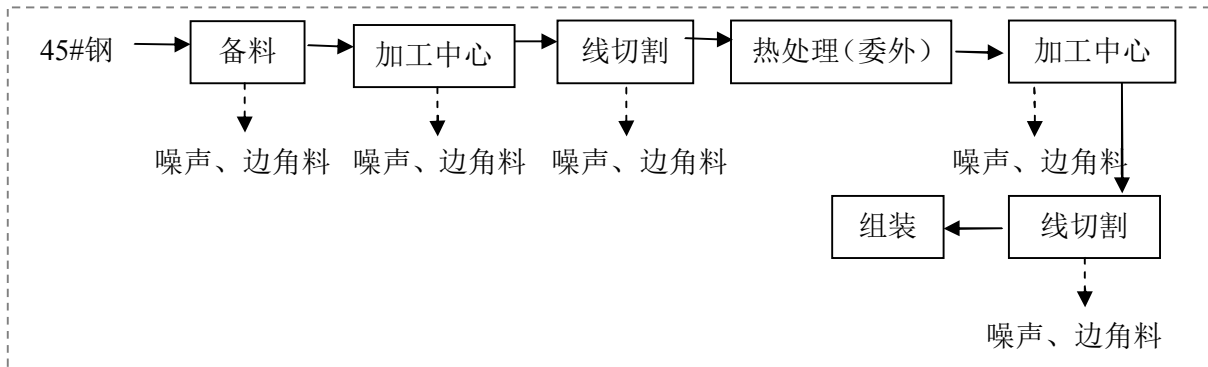 45#钢 备料 加工中心 线切割 热处理（委外） 加工中心
噪声、边角料 噪声、边角料 噪声、边角料 噪声、边角料
组装 线切割
噪声、边角料